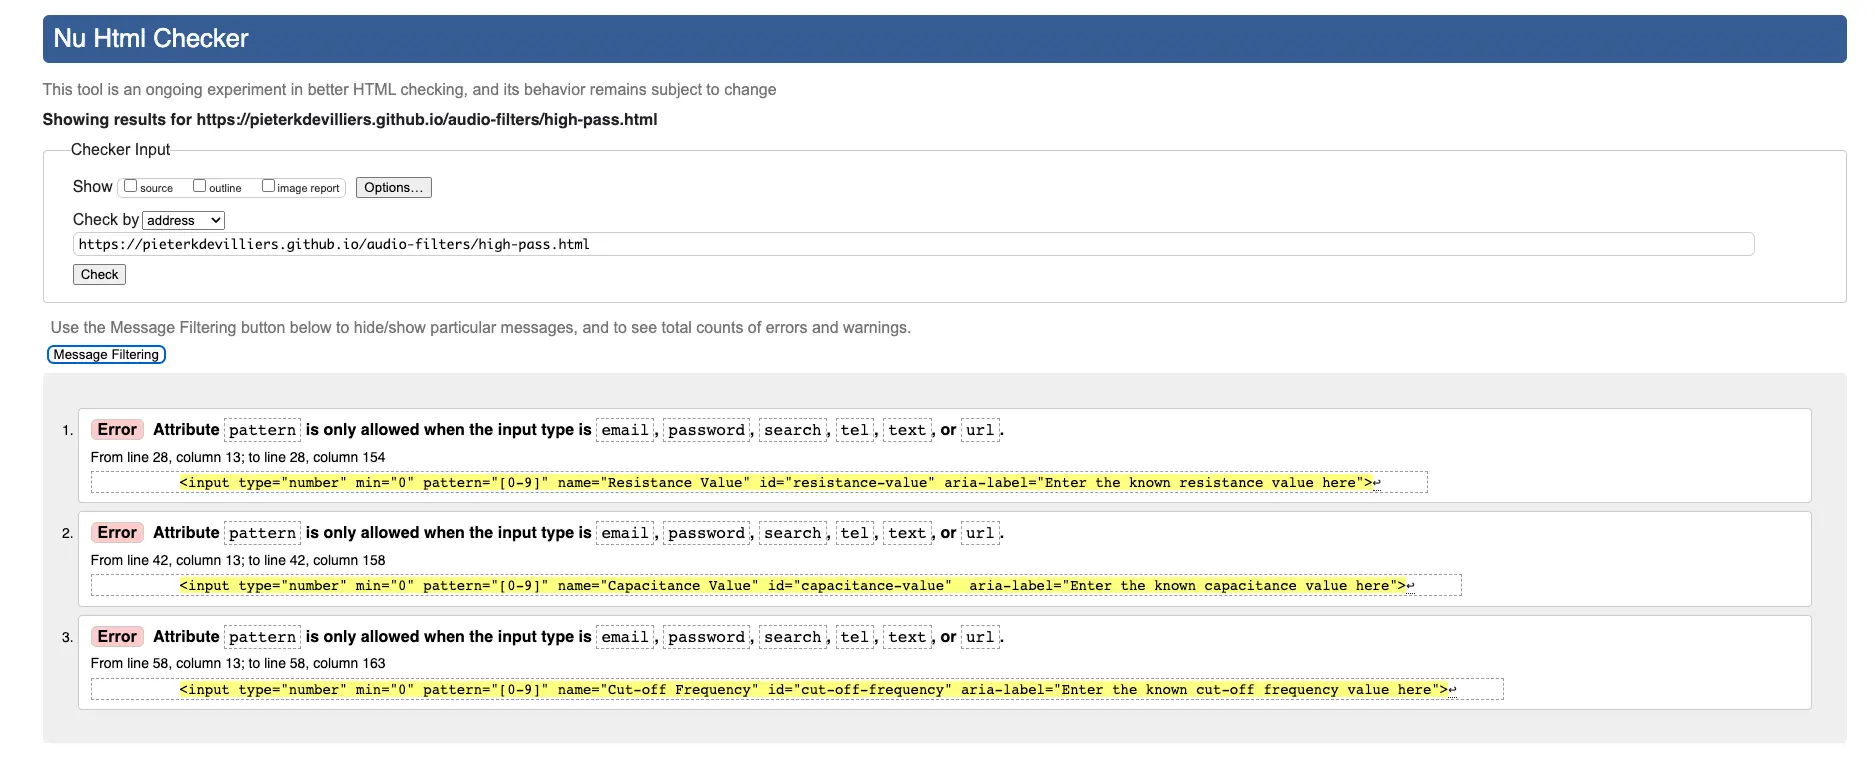 Nu Html Checker
This tool is an ongoing experiment in better HTML checking, and its behavior remains subject to change
Showing results for https://pieterkdevilliers.github.io/audio-filters/high-pass.html
Checker Input
Show source outline image report Options...
Check by address
https://pieterkdevilliers.github.io/audio-filters/high-pass.html
Check
Use the Message Filtering button below to hide/show particular messages, and to see total counts of errors and warnings.
Message Filtering
1. Error Attribute pattern is only allowed when the input type is email, password, search, tel, text, or url.
From line 28, column 13; to line 28, column 154
<input type="number" min="0" pattern="[0-9]" name="Resistance Value" id="resistance-value" aria-label="Enter the known resistance value here">↩
2. Error Attribute pattern is only allowed when the input type is email, password, search, tel, text, or url.
From line 42, column 13; to line 42, column 158
<input type="number" min="0" pattern="[0-9]" name="Capacitance Value" id="capacitance-value"  aria-label="Enter the known capacitance value here">↩
3. Error Attribute pattern is only allowed when the input type is email, password, search, tel, text, or url.
From line 58, column 13; to line 58, column 163
<input type="number" min="0" pattern="[0-9]" name="Cut-off Frequency" id="cut-off-frequency" aria-label="Enter the known cut-off frequency value here">↩